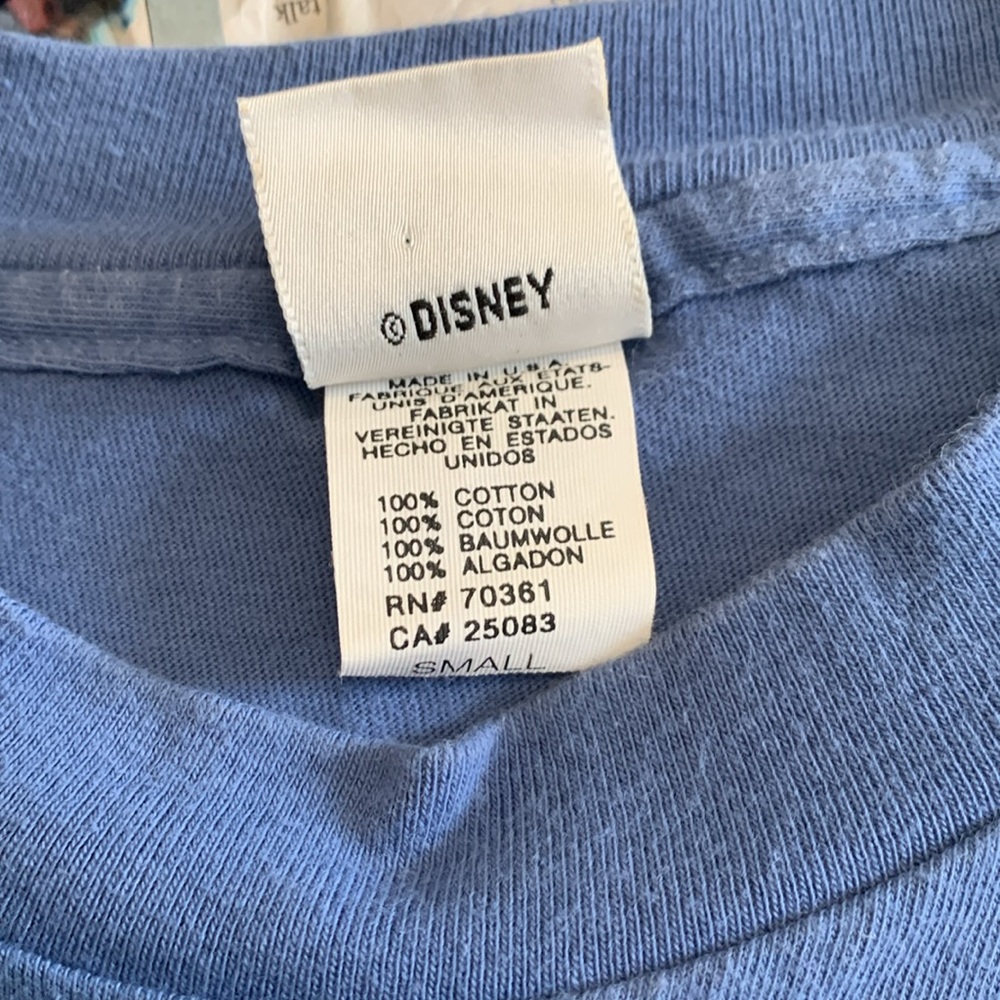 talk
© DISNEY
MADE IN U.S.A.
FABRIQUE AUX ETATS-
UNIS D'AMERIQUE.
FABRIKAT IN
VEREINIGTE STAATEN.
HECHO EN ESTADOS
UNIDOS
100% COTTON
100% COTON
100% BAUMWOLLE
100% ALGADON
RN# 70361
CA# 25083
SMALL